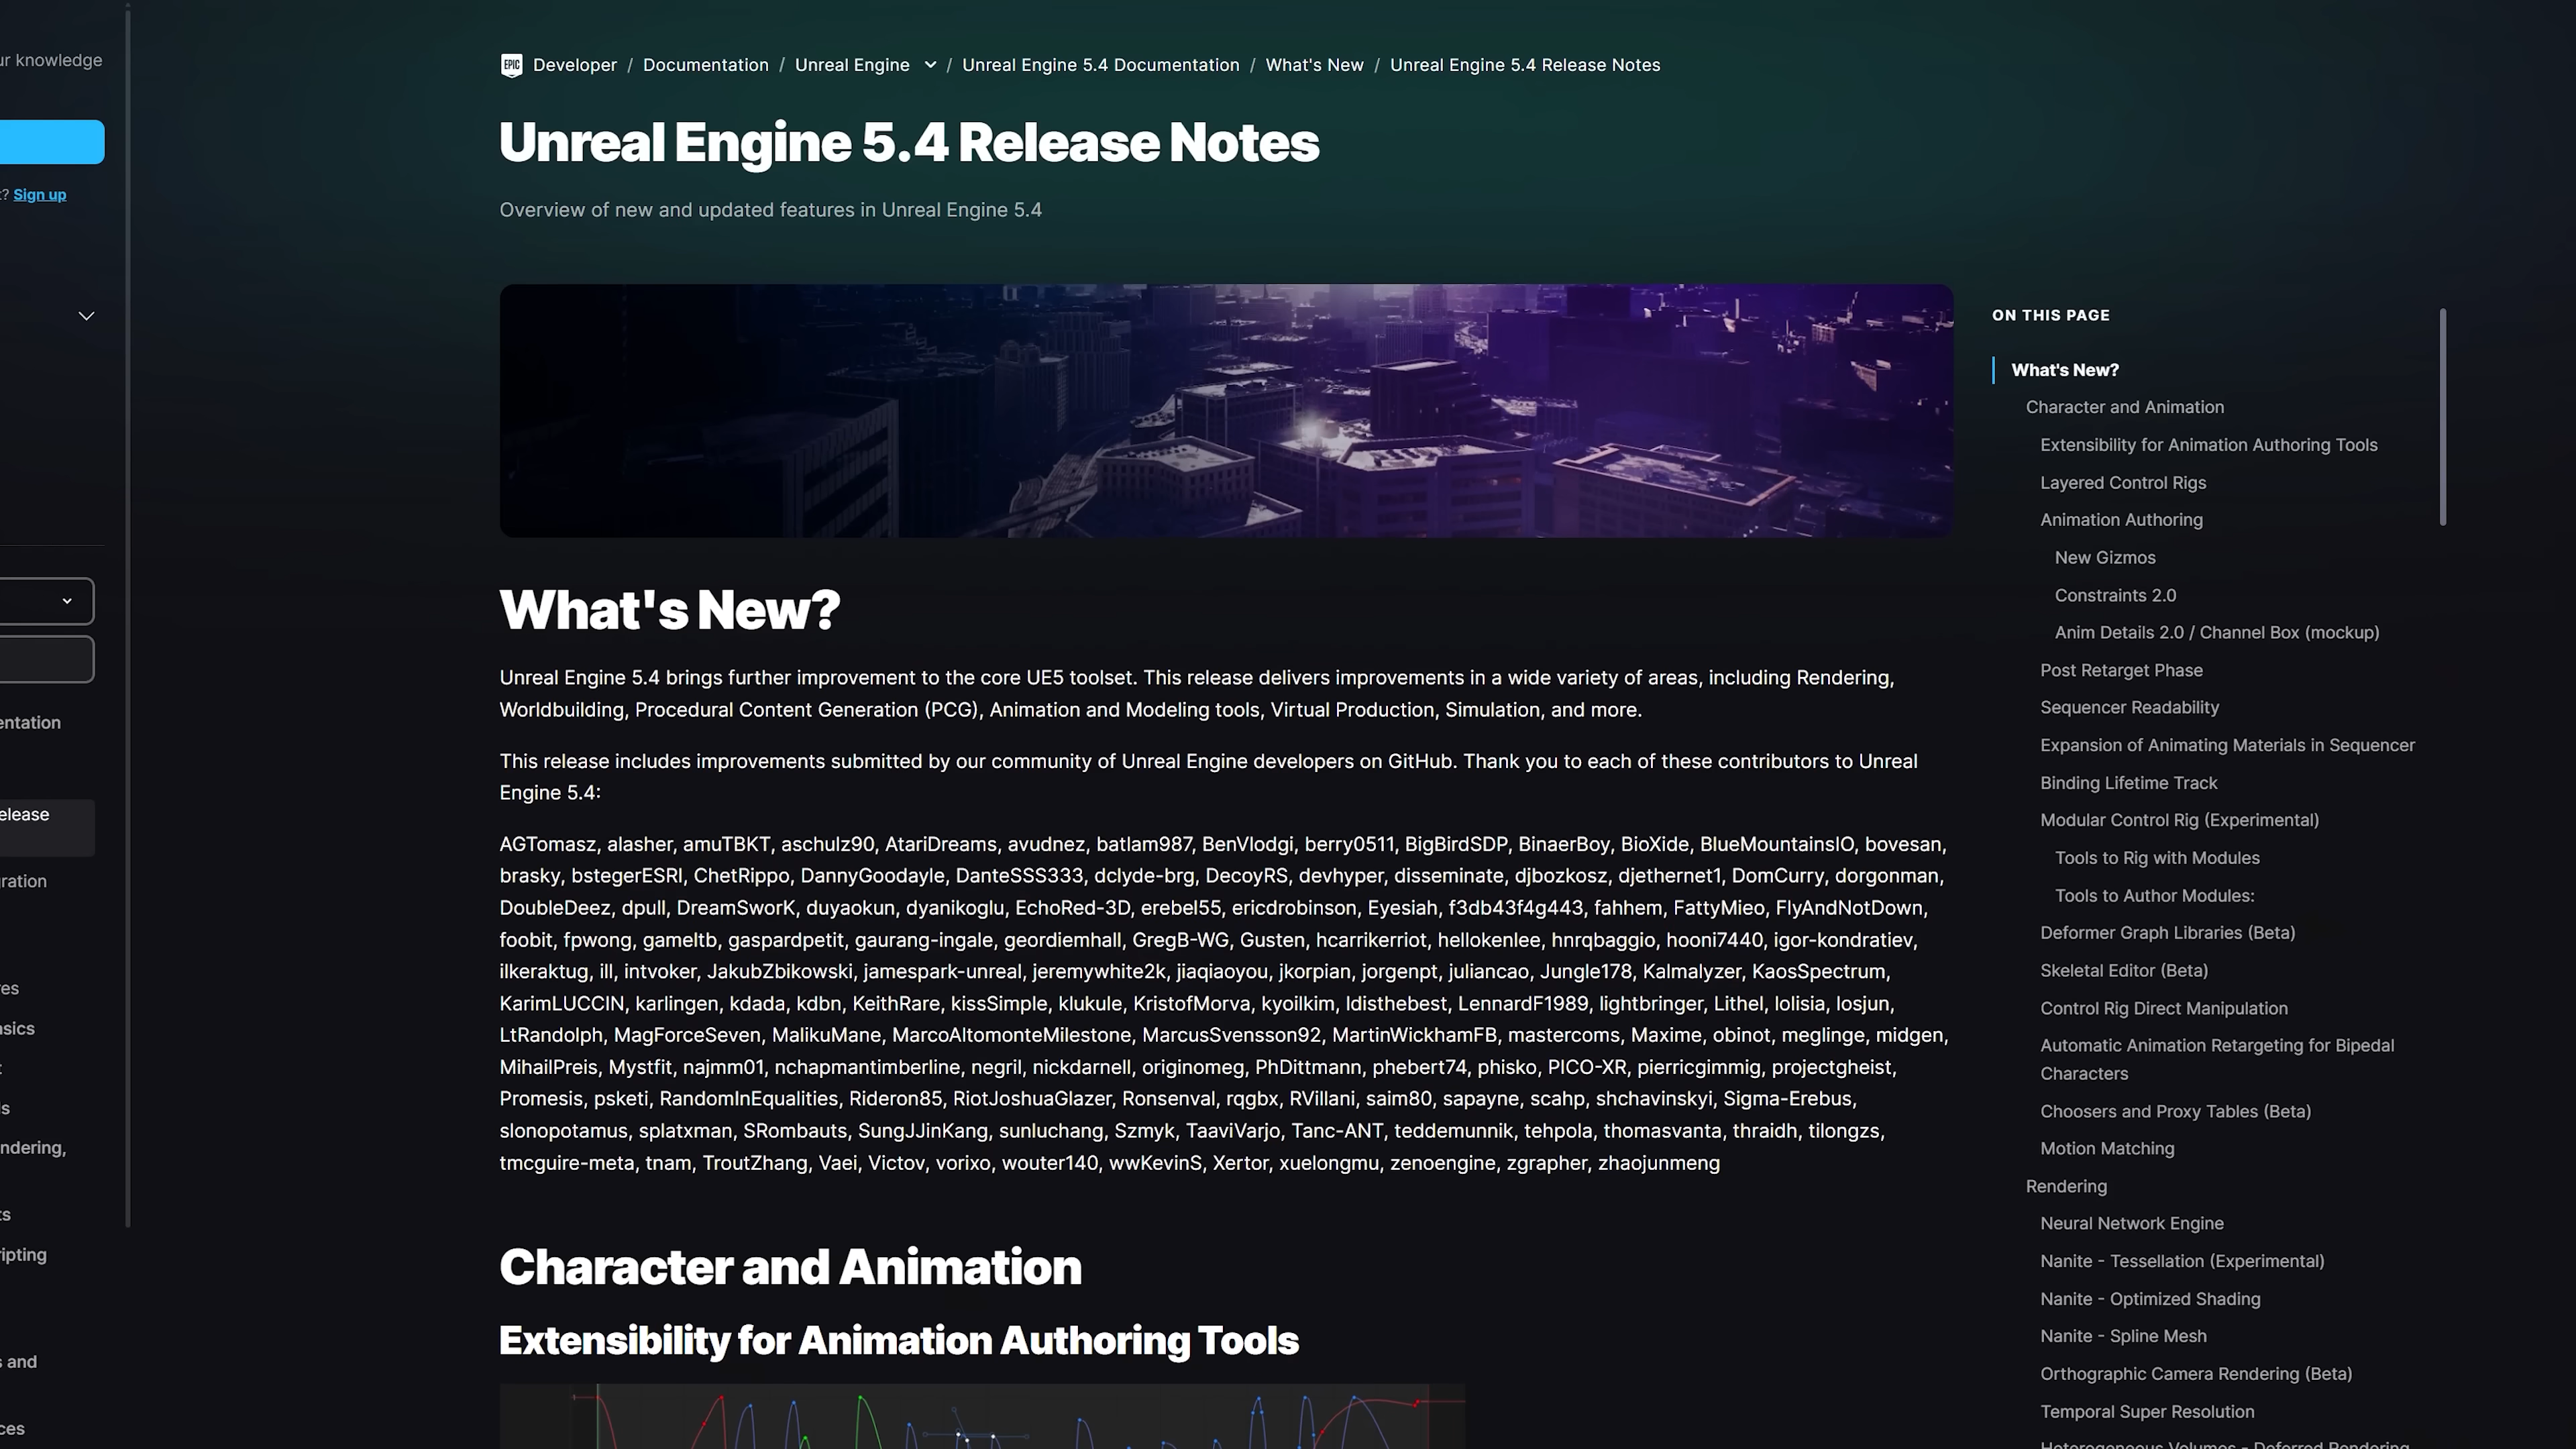 ur knowledge
? Sign up
entation
elease
ration
res
asics
s
ndering,
ts
ripting
s and
ces
EPIC Developer / Documentation / Unreal Engine / Unreal Engine 5.4 Documentation / What's New / Unreal Engine 5.4 Release Notes
Unreal Engine 5.4 Release Notes
Overview of new and updated features in Unreal Engine 5.4
What's New?
Unreal Engine 5.4 brings further improvement to the core UE5 toolset. This release delivers improvements in a wide variety of areas, including Rendering,
Worldbuilding, Procedural Content Generation (PCG), Animation and Modeling tools, Virtual Production, Simulation, and more.
This release includes improvements submitted by our community of Unreal Engine developers on GitHub. Thank you to each of these contributors to Unreal
Engine 5.4:
AGTomasz, alasher, amuTBKT, aschulz90, AtariDreams, avudnez, batlam987, BenVlodgi, berry0511, BigBirdSDP, BinaerBoy, BioXide, BlueMountainsIO, bovesan,
brasky, bstegerESRI, ChetRippo, DannyGoodayle, DanteSSS333, dclyde-brg, DecoyRS, devhyper, disseminate, djbozkosz, djethernet1, DomCurry, dorgonman,
DoubleDeez, dpull, DreamSworK, duyaokun, dyanikoglu, EchoRed-3D, erebel55, ericdrobinson, Eyesiah, f3db43f4g443, fahhem, FattyMieo, FlyAndNotDown,
foobit, fpwong, gameltb, gaspardpetit, gaurang-ingale, geordiemhall, GregB-WG, Gusten, hcarrikerriot, hellokenlee, hnrqbaggio, hooni7440, igor-kondratiev,
ilkeraktug, ill, intvoker, JakubZbikowski, jamespark-unreal, jeremywhite2k, jiaqiaoyou, jkorpian, jorgenpt, juliancao, Jungle178, Kalmalyzer, KaosSpectrum,
KarimLUCCIN, karlingen, kdada, kdbn, KeithRare, kissSimple, klukule, KristofMorva, kyoilkim, ldisthebest, LennardF1989, lightbringer, Lithel, lolisia, losjun,
LtRandolph, MagForceSeven, MalikuMane, MarcoAltomonteMilestone, MarcusSvensson92, MartinWickhamFB, mastercoms, Maxime, obinot, meglinge, midgen,
MihailPreis, Mystfit, najmm01, nchapmantimberline, negril, nickdarnell, originomeg, PhDittmann, phebert74, phisko, PICO-XR, pierricgimmig, projectgheist,
Promesis, psketi, RandomInEqualities, Rideron85, RiotJoshuaGlazer, Ronsenval, rqgbx, RVillani, saim80, sapayne, scahp, shchavinskyi, Sigma-Erebus,
slonopotamus, splatxman, SRombauts, SungJJinKang, sunluchang, Szmyk, TaaviVarjo, Tanc-ANT, teddemunnik, tehpola, thomasvanta, thraidh, tilongzs,
tmcguire-meta, tnam, TroutZhang, Vaei, Victov, vorixo, wouter140, wwKevinS, Xertor, xuelongmu, zenoengine, zgrapher, zhaojunmeng
Character and Animation
Extensibility for Animation Authoring Tools
ON THIS PAGE
What's New?
Character and Animation
Extensibility for Animation Authoring Tools
Layered Control Rigs
Animation Authoring
New Gizmos
Constraints 2.0
Anim Details 2.0 / Channel Box (mockup)
Post Retarget Phase
Sequencer Readability
Expansion of Animating Materials in Sequencer
Binding Lifetime Track
Modular Control Rig (Experimental)
Tools to Rig with Modules
Tools to Author Modules:
Deformer Graph Libraries (Beta)
Skeletal Editor (Beta)
Control Rig Direct Manipulation
Automatic Animation Retargeting for Bipedal
Characters
Choosers and Proxy Tables (Beta)
Motion Matching
Rendering
Neural Network Engine
Nanite - Tessellation (Experimental)
Nanite - Optimized Shading
Nanite - Spline Mesh
Orthographic Camera Rendering (Beta)
Temporal Super Resolution
Heterogeneous Volumes - Deferred Rendering